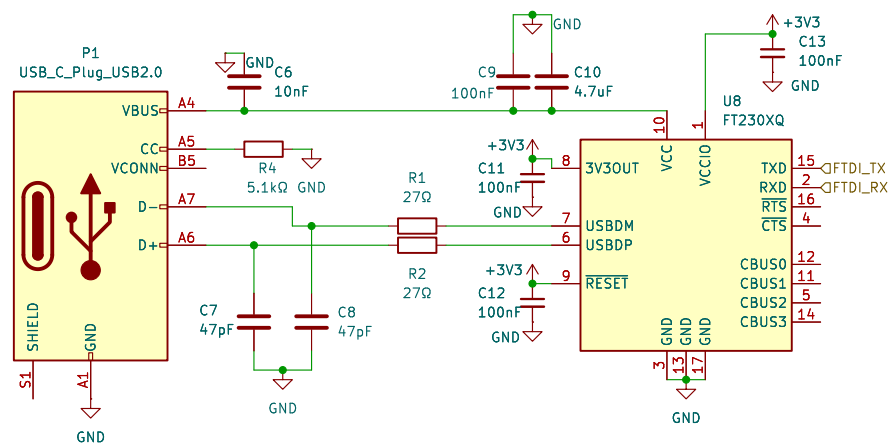 P1
USB_C_Plug_USB2.0
VBUS
A4
CC
A5
VCONN
B5
D-
A7
D+
A6
SHIELD
S1
GND
A1
GND
GND
C6
10nF
R4
5.1kΩ
GND
R1
27Ω
R2
27Ω
C7
47pF
C8
47pF
GND
GND
C9
100nF
C10
4.7uF
+3V3
C11
100nF
GND
+3V3
C12
100nF
GND
+3V3
C13
100nF
GND
U8
FT230XQ
10
VCC
1
VCCIO
8
3V3OUT
7
USBDM
6
USBDP
9
RESET
TXD
15
FTDI_TX
RXD
2
FTDI_RX
RTS
16
CTS
4
CBUS0
12
CBUS1
11
CBUS2
5
CBUS3
14
GND
3
GND
13
GND
17
GND